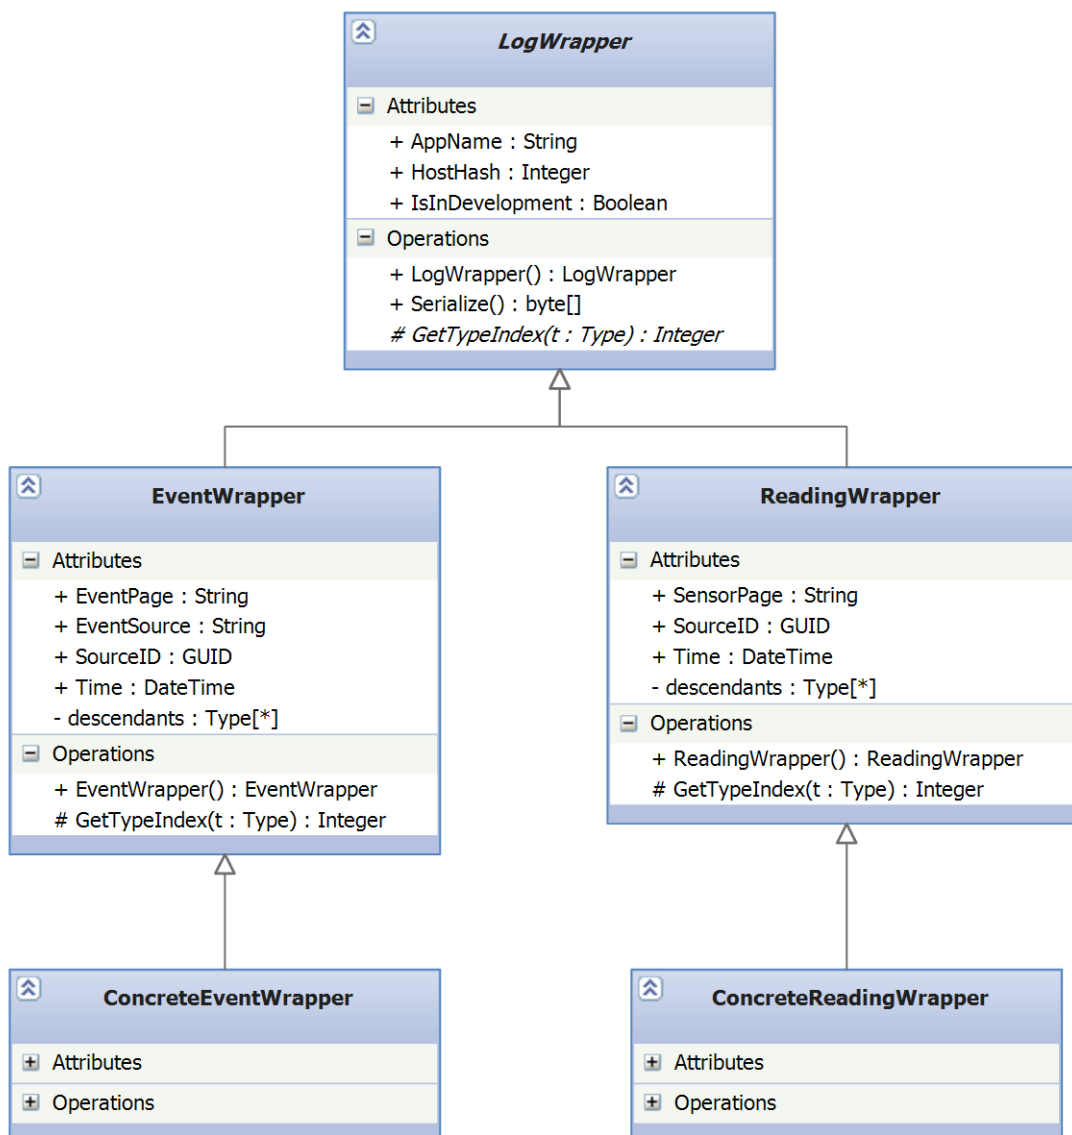 LogWrapper
Attributes
+ AppName : String
+ HostHash : Integer
+ IsInDevelopment : Boolean
Operations
+ LogWrapper() : LogWrapper
+ Serialize() : byte[]
# GetTypeIndex(t : Type) : Integer
EventWrapper
Attributes
+ EventPage : String
+ EventSource : String
+ SourceID : GUID
+ Time : DateTime
- descendants : Type[*]
Operations
+ EventWrapper() : EventWrapper
# GetTypeIndex(t : Type) : Integer
ReadingWrapper
Attributes
+ SensorPage : String
+ SourceID : GUID
+ Time : DateTime
- descendants : Type[*]
Operations
+ ReadingWrapper() : ReadingWrapper
# GetTypeIndex(t : Type) : Integer
ConcreteEventWrapper
Attributes
Operations
ConcreteReadingWrapper
Attributes
Operations